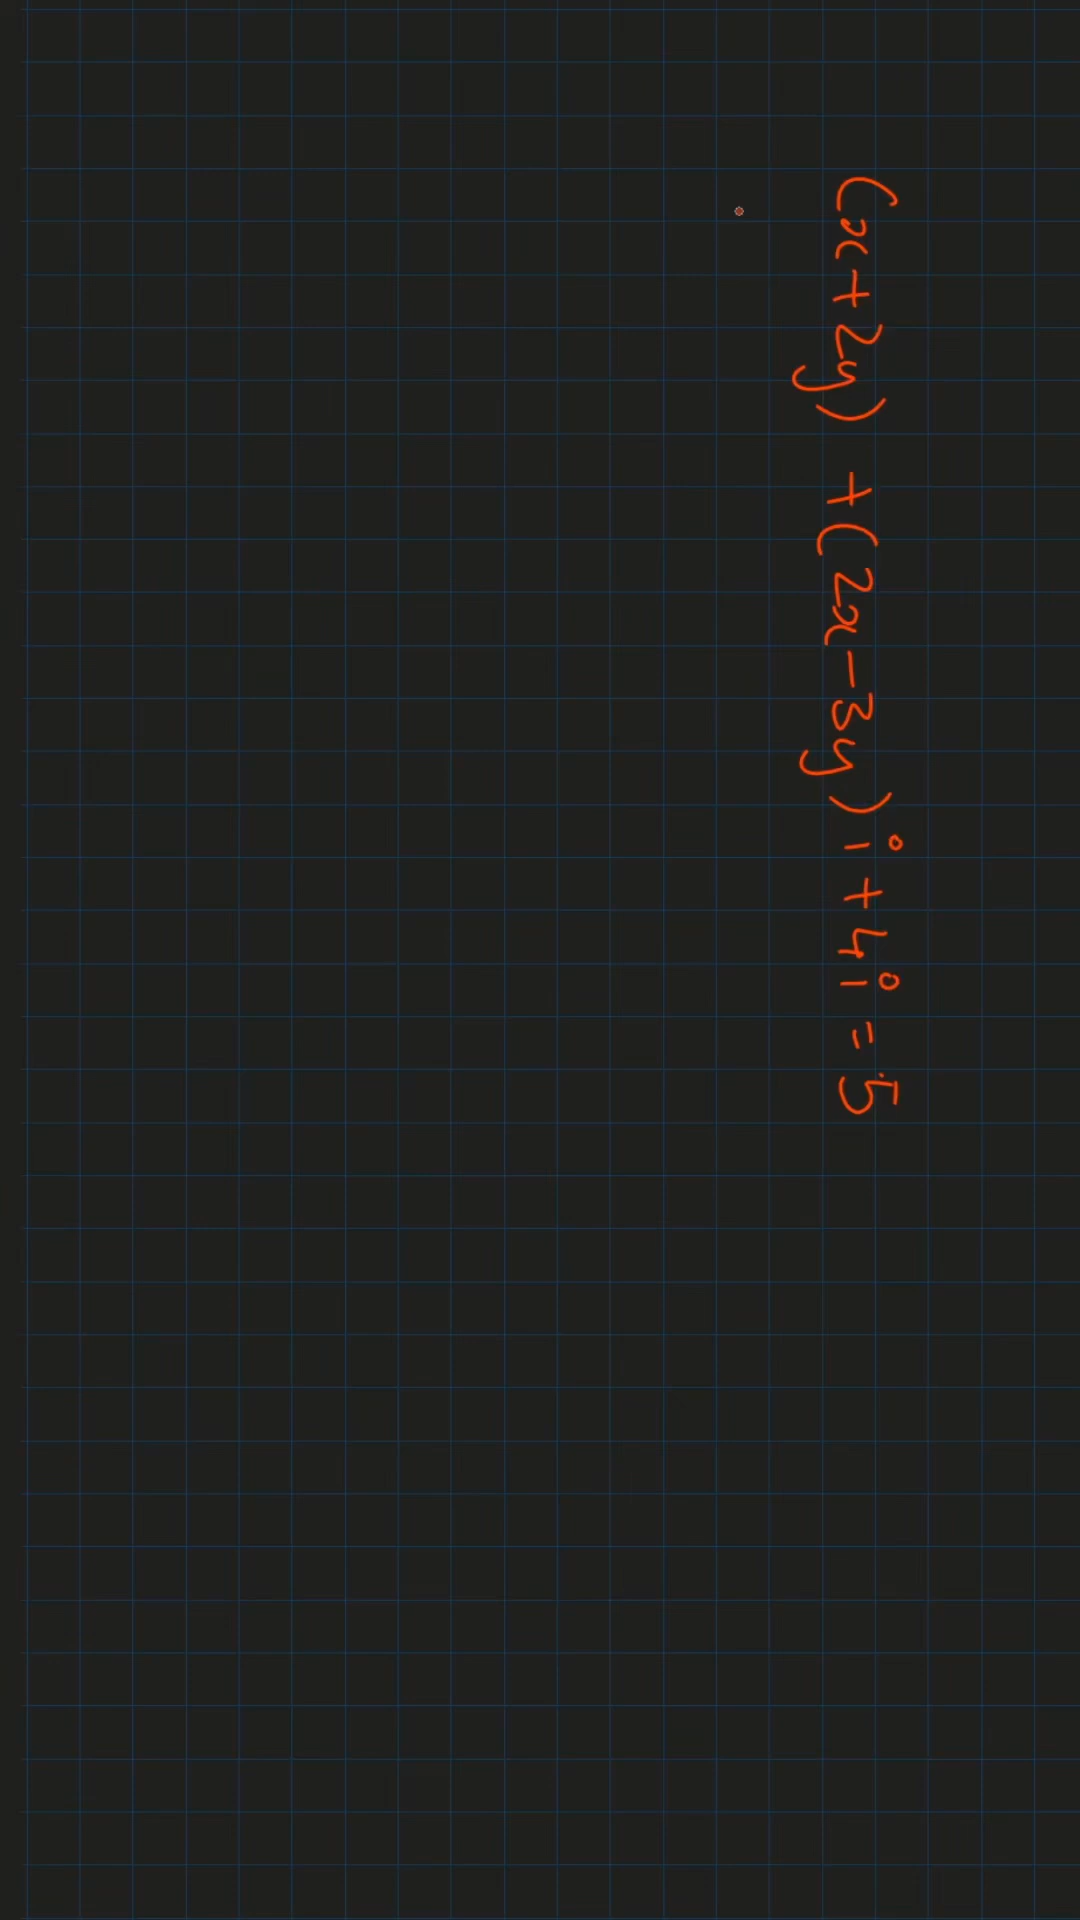 (x+2y) + (2x-3y)i + 4i = 5